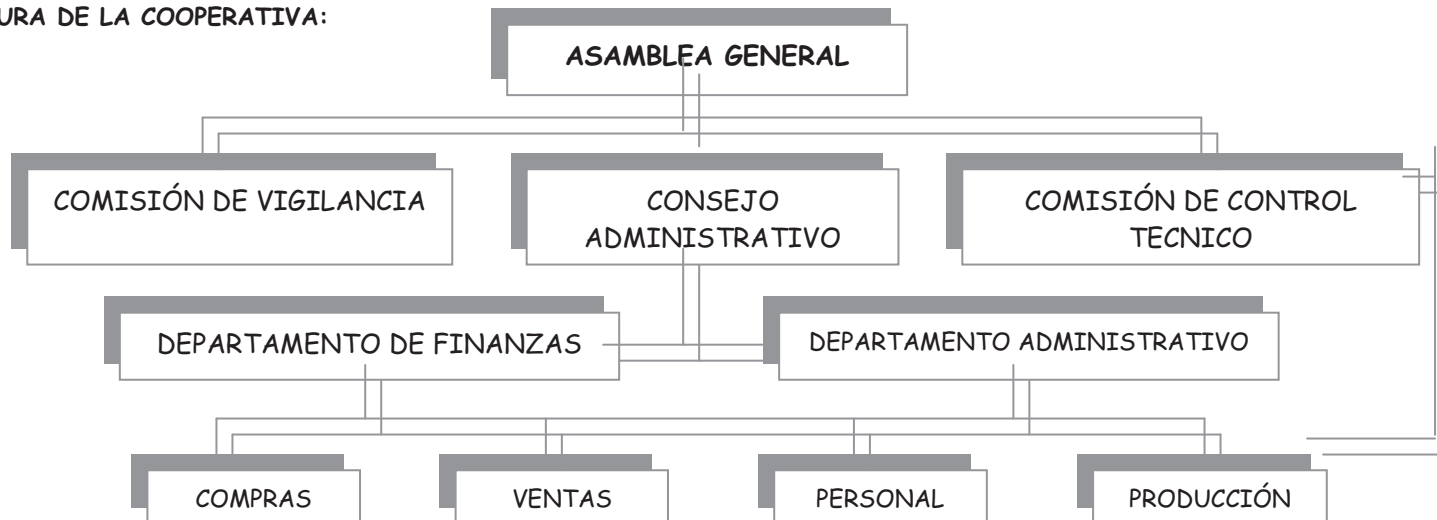 URA DE LA COOPERATIVA:
ASAMBLEA GENERAL
COMISIÓN DE VIGILANCIA
CONSEJO
ADMINISTRATIVO
COMISIÓN DE CONTROL
TECNICO
DEPARTAMENTO DE FINANZAS
DEPARTAMENTO ADMINISTRATIVO
COMPRAS
VENTAS
PERSONAL
PRODUCCIÓN